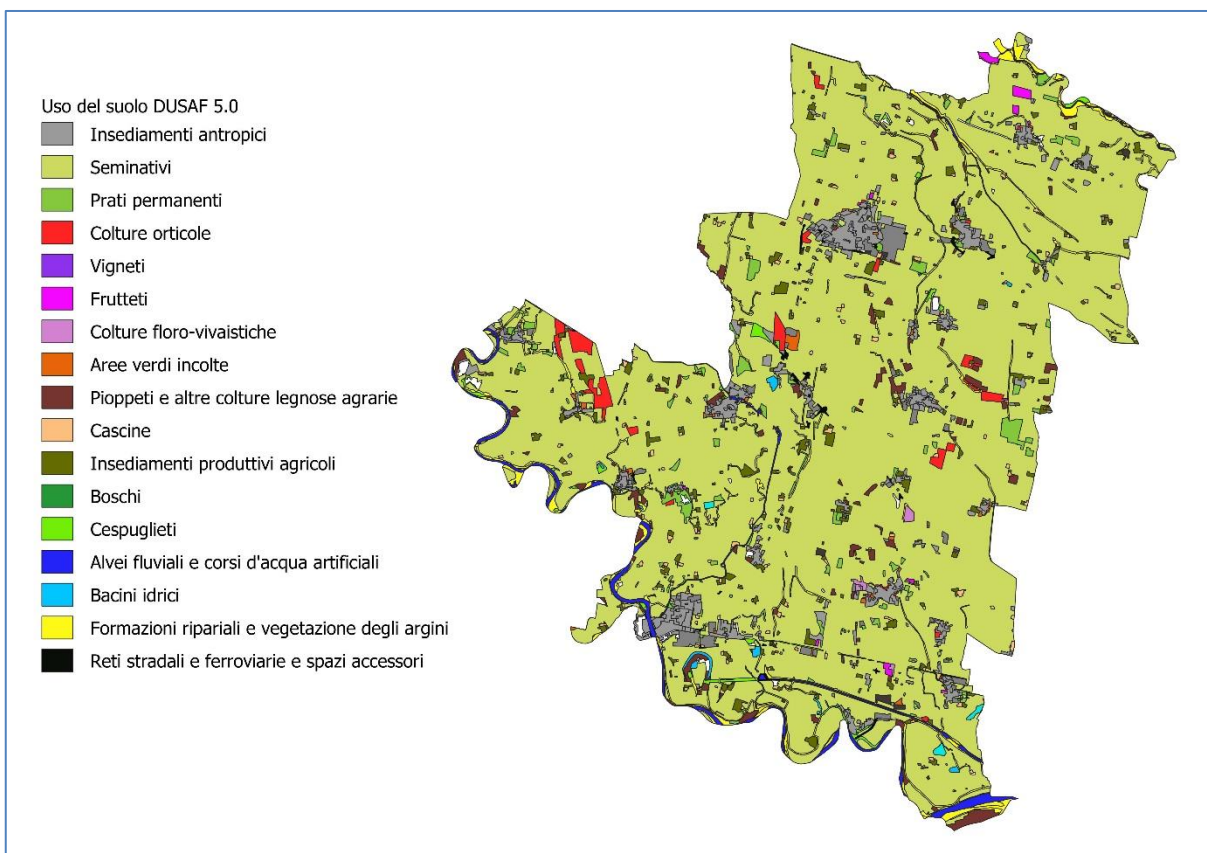 Uso del suolo DUSAF 5.0
Insediamenti antropici
Seminativi
Prati permanenti
Colture orticole
Vigneti
Frutteti
Colture floro-vivaistiche
Aree verdi incolte
Pioppeti e altre colture legnose agrarie
Cascine
Insediamenti produttivi agricoli
Boschi
Cespuglieti
Alvei fluviali e corsi d'acqua artificiali
Bacini idrici
Formazioni ripariali e vegetazione degli argini
Reti stradali e ferroviarie e spazi accessori